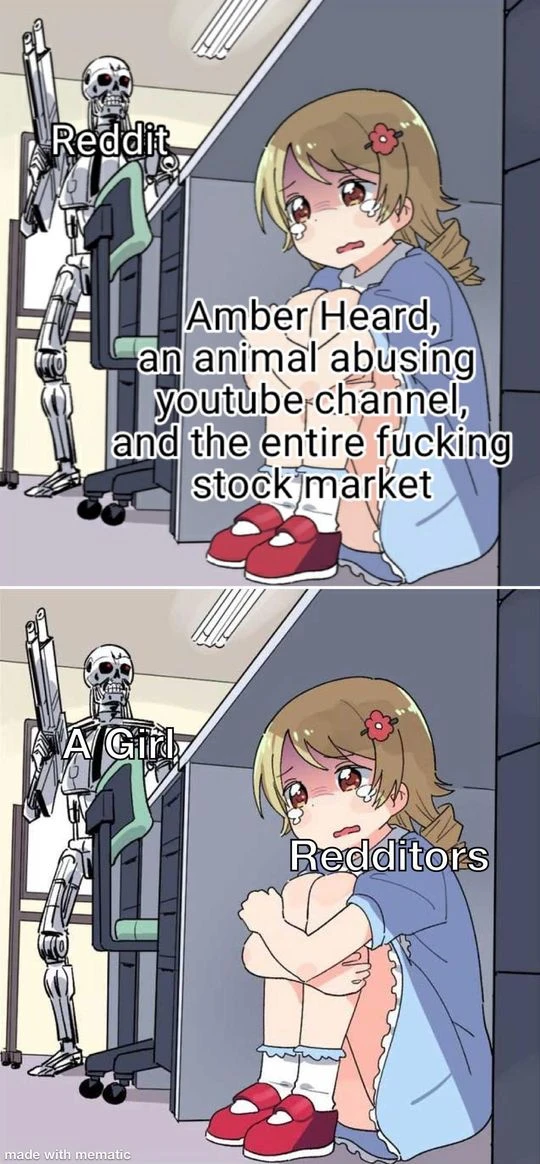 Reddit
Amber Heard,
an animal abusing
youtube channel,
and the entire fucking
stock market
A Girl
Redditors
made with mematic